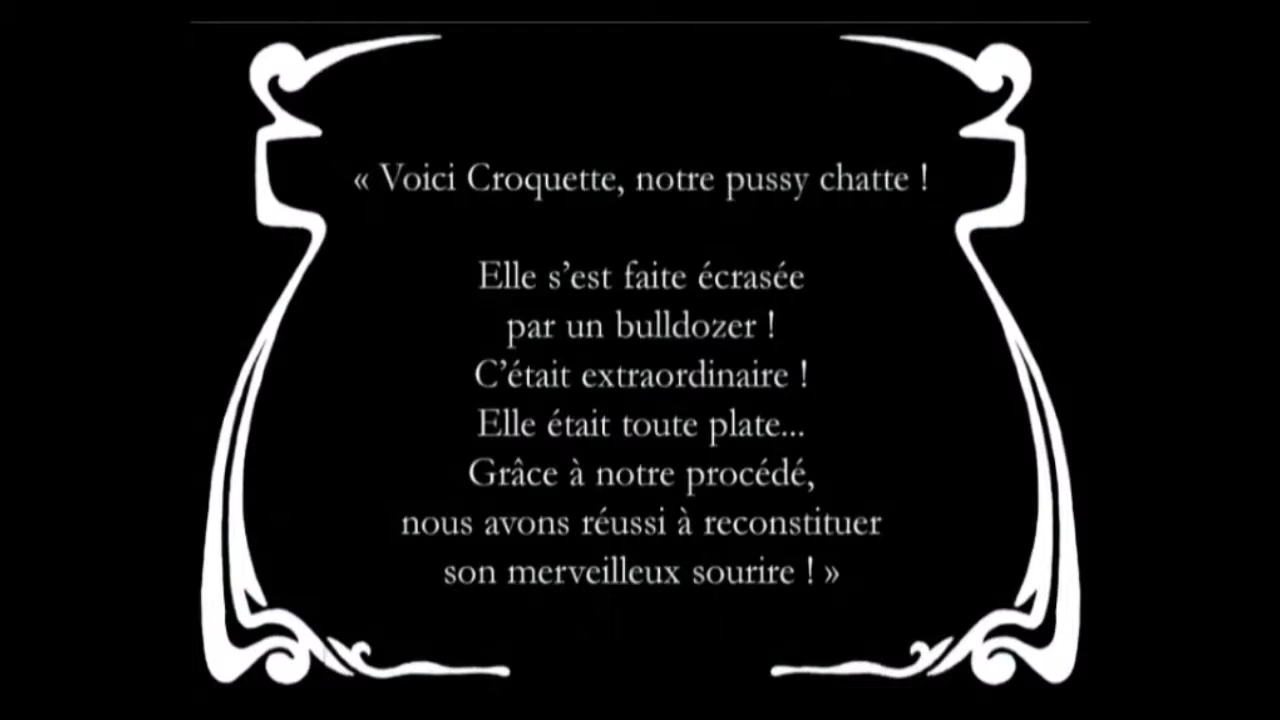 « Voici Croquette, notre pussy chatte !
Elle s’est faite écrasée
par un bulldozer !
C’était extraordinaire !
Elle était toute plate...
Grâce à notre procédé,
nous avons réussi à reconstituer
son merveilleux sourire ! »